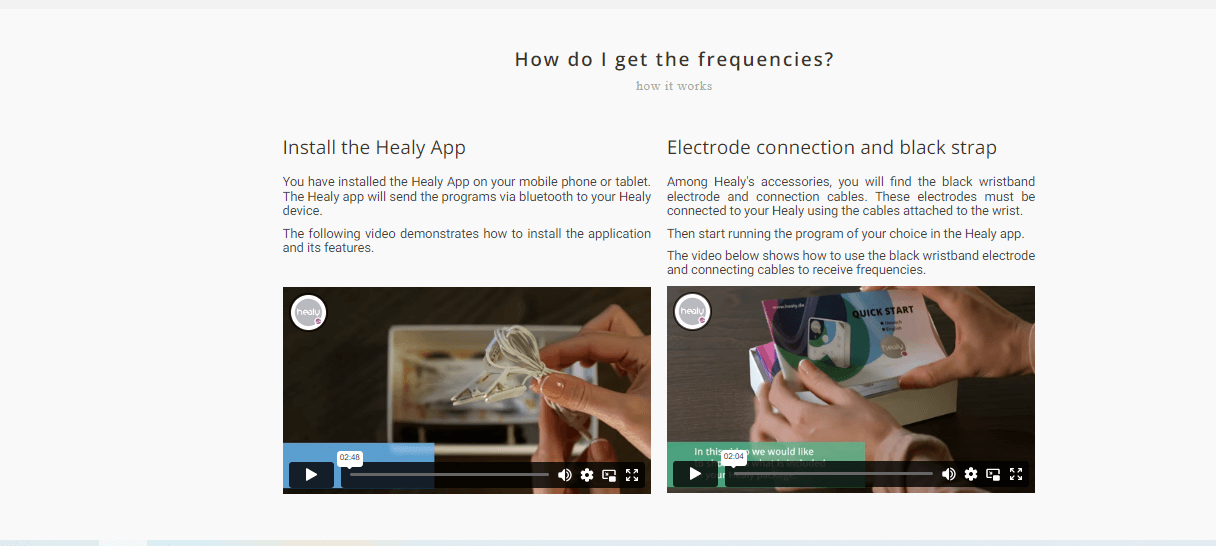 How do I get the frequencies?
how it works
Install the Healy App
You have installed the Healy App on your mobile phone or tablet.
The Healy app will send the programs via bluetooth to your Healy
device.
The following video demonstrates how to install the application
and its features.
healy
02:48
Electrode connection and black strap
Among Healy's accessories, you will find the black wristband
electrode and connection cables. These electrodes must be
connected to your Healy using the cables attached to the wrist.
Then start running the program of your choice in the Healy app.
The video below shows how to use the black wristband electrode
and connecting cables to receive frequencies.
healy
www.healy.de
QUICK START
Deutsch
English
healy
In this we would like
what is included
02:04